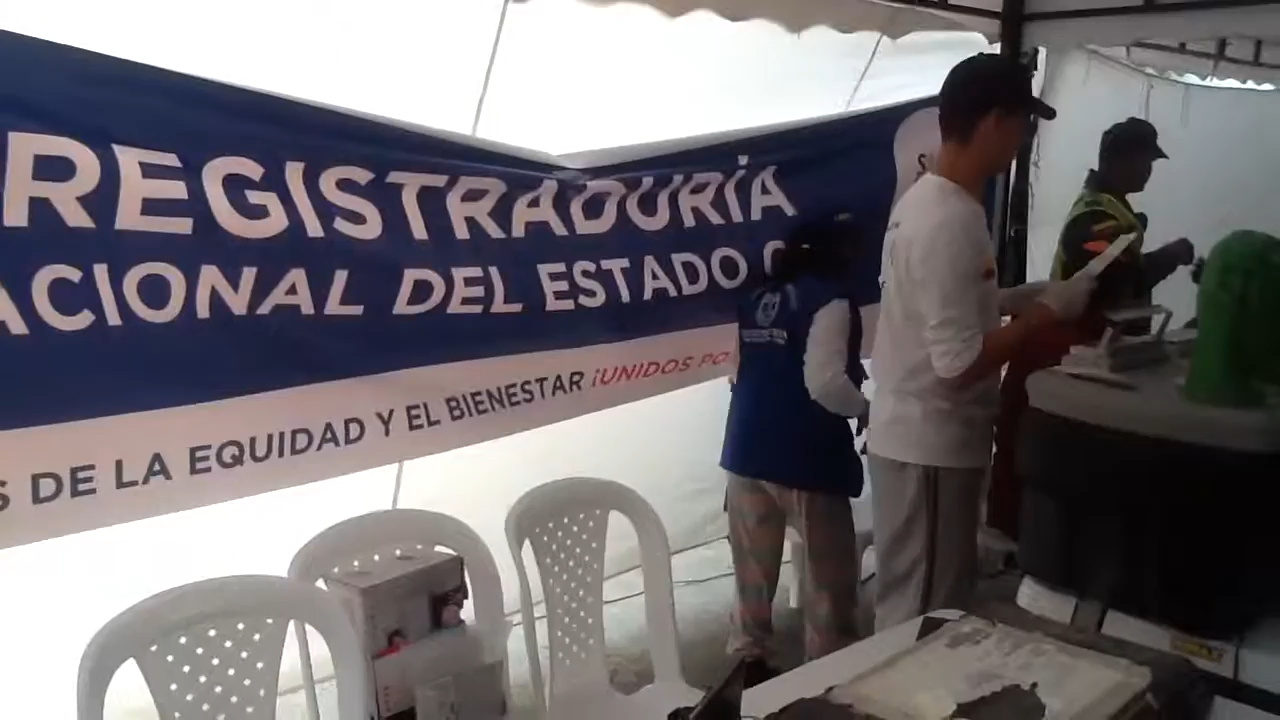 REGISTRADURÍA
ACIONAL DEL ESTADO C
S DE LA EQUIDAD Y EL BIENESTAR ¡UNIDOS PO